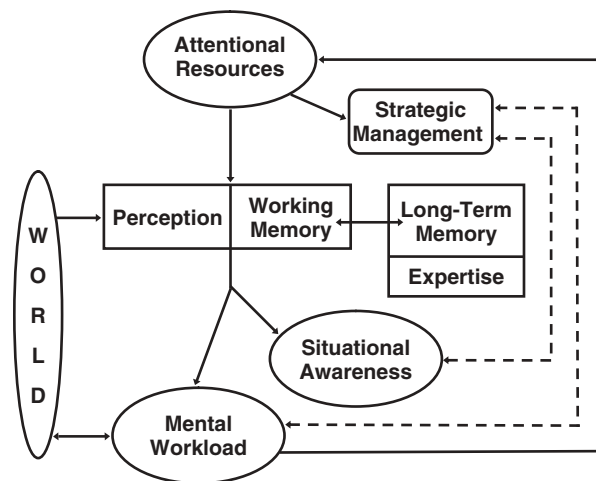 Attentional
Resources
Strategic
Management
Perception
Working
Memory
Long-Term
Memory
Expertise
W
O
R
L
D
Situational
Awareness
Mental
Workload